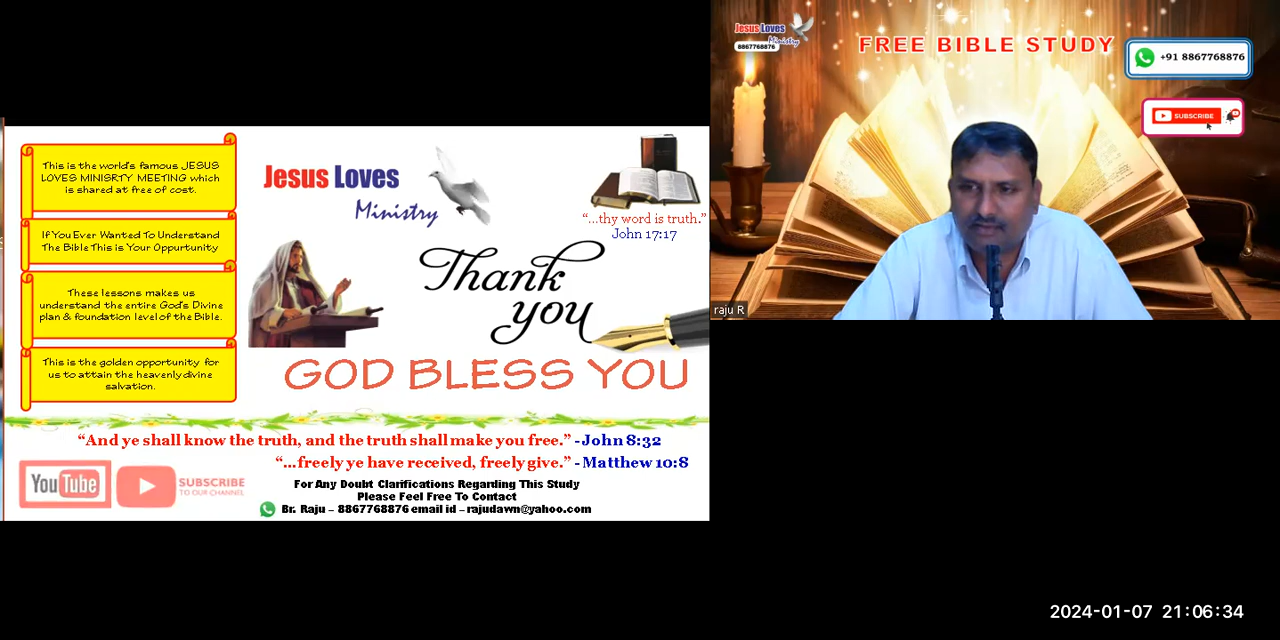 This is the world's famous JESUS
LOVES MINISRTY MEETING which
is shared at free of cost.
If You Ever Wanted To Understand
The Bible This is Your Oppurtunity
These lessons makes us
understand the entire God's Divine
plan & foundation level of the Bible.
This is the golden opportunity for
us to attain the heavenly divine
salvation.
Jesus Loves
Ministry
"...thy word is truth."
John 17:17
Thank
you
GOD BLESS YOU
"And ye shall know the truth, and the truth shall make you free." - John 8:32
"...freely ye have received, freely give." - Matthew 10:8
YouTube
SUBSCRIBE
TO OUR CHANNEL
For Any Doubt Clarifications Regarding This Study
Please Feel Free To Contact
Br. Raju – 8867768876 email id – rajudawn@yahoo.com
Jesus Loves
Ministry
8867768876
FREE BIBLE STUDY
+91 8867768876
SUBSCRIBE
raju R
2024-01-07 21:06:34